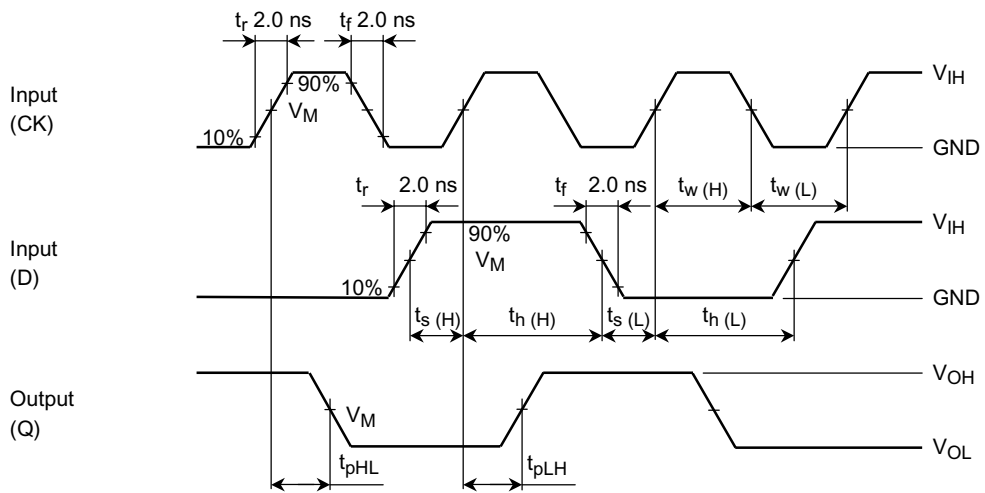 tr 2.0 ns tf 2.0 ns
Input
(CK)
90%
VM
10%
VIH
GND
tr 2.0 ns tf 2.0 ns tw (H) tw (L)
Input
(D)
90%
VM
10%
VIH
GND
ts (H) th (H) ts (L) th (L)
Output
(Q)
VM
VOH
VOL
tpHL tpLH